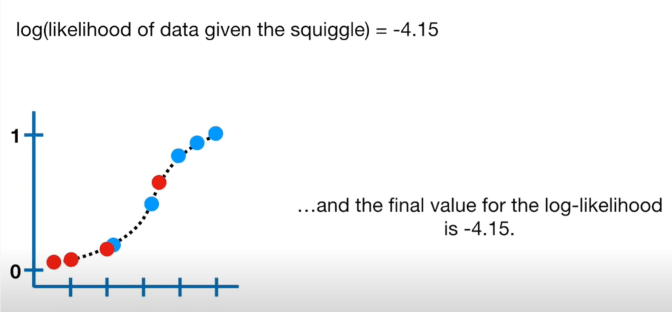 log(likelihood of data given the squiggle) = -4.15
1
0
...and the final value for the log-likelihood
is -4.15.